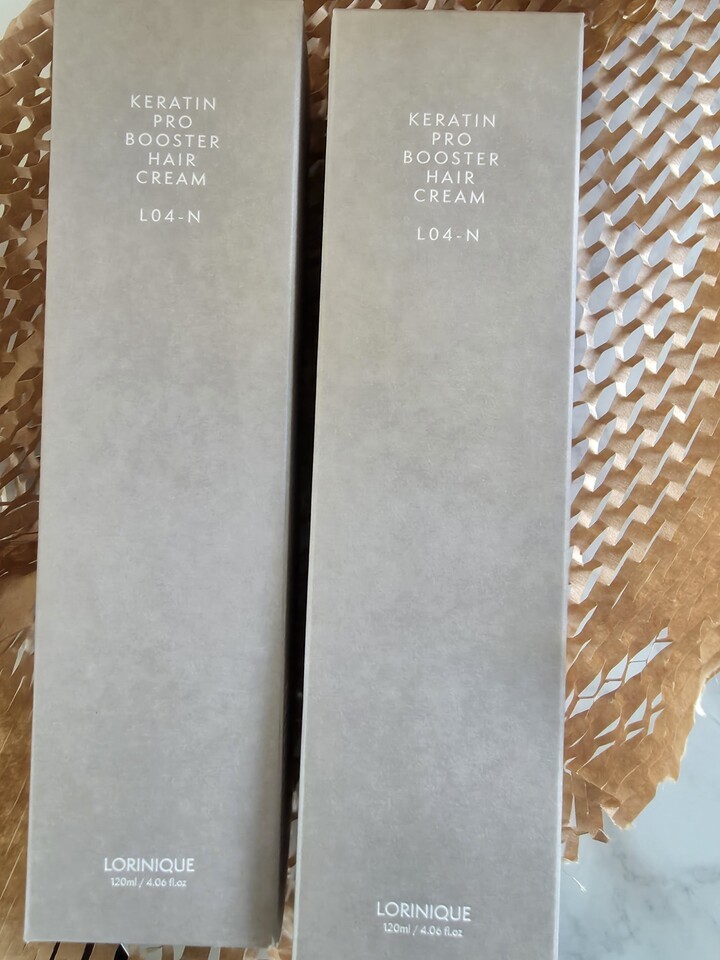 KERATIN
PRO
BOOSTER
HAIR
CREAM
L04-N
LORINIQUE
120ml / 4.06 fl.oz
KERATIN
PRO
BOOSTER
HAIR
CREAM
L04-N
LORINIQUE
120ml / 4.06 fl.oz